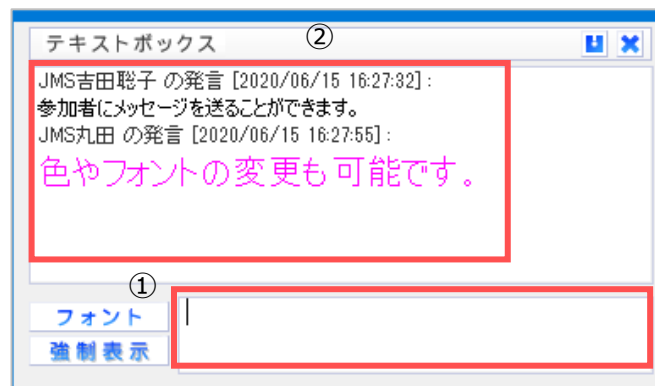 テキストボックス ②
JMS吉田聡子 の発言 [2020/06/15 16:27:32] :
参加者にメッセージを送ることができます。
JMS丸田 の発言 [2020/06/15 16:27:55] :
色やフォントの変更も可能です。
①
フォント
強制表示